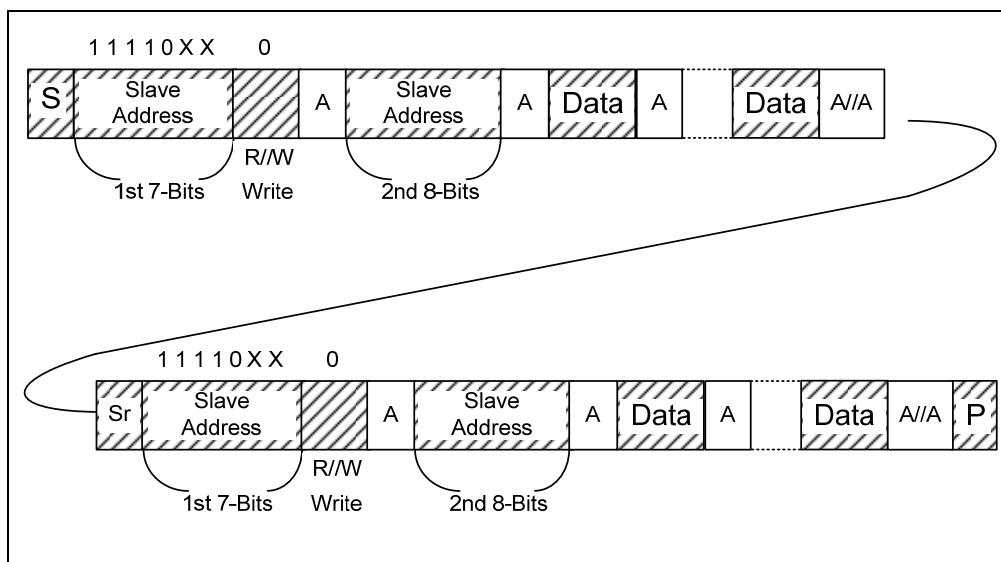 1 1 1 1 0 X X 0
S Slave Address A Slave Address A Data A Data A//A
R//W
1st 7-Bits Write 2nd 8-Bits
1 1 1 1 0 X X 0
Sr Slave Address A Slave Address A Data A Data A//A P
R//W
1st 7-Bits Write 2nd 8-Bits